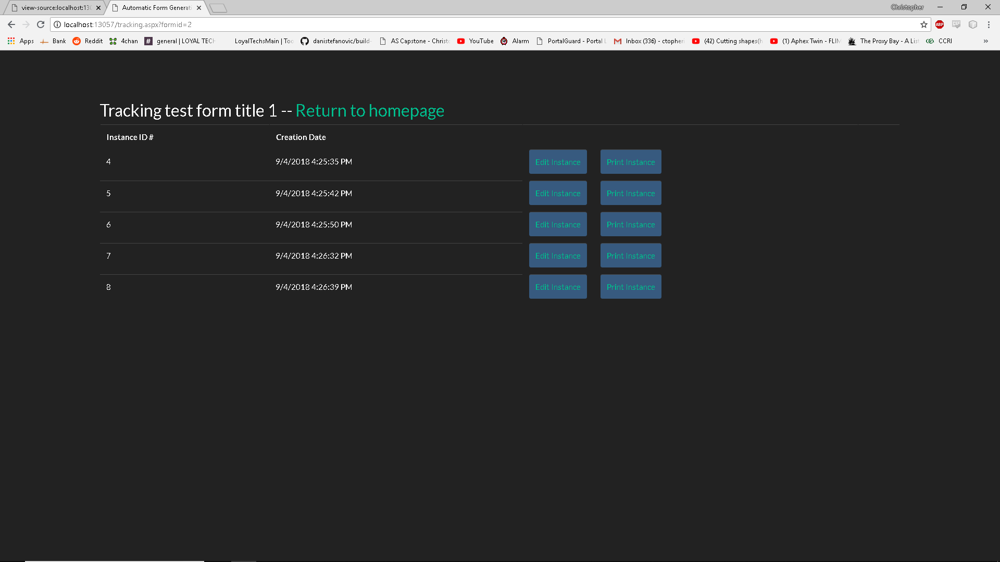 view-source:localhost:130 Automatic Form Generati Christopher
localhost:13057/tracking.aspx?formid=2 ABP CSS
Apps Bank Reddit 4chan # general | LOYAL TECH LoyalTechsMain | Too danistefanovic/build- AS Capstone - Christo YouTube Alarm PortalGuard - Portal L Inbox (336) - ctopher (42) Cutting shapes(h (1) Aphex Twin - FLIM The Proxy Bay - A List CCRI »
Tracking test form title 1 -- Return to homepage
Instance ID # Creation Date
4 9/4/2018 4:25:35 PM Edit Instance Print Instance
5 9/4/2018 4:25:42 PM Edit Instance Print Instance
6 9/4/2018 4:25:50 PM Edit Instance Print Instance
7 9/4/2018 4:26:32 PM Edit Instance Print Instance
8 9/4/2018 4:26:39 PM Edit Instance Print Instance